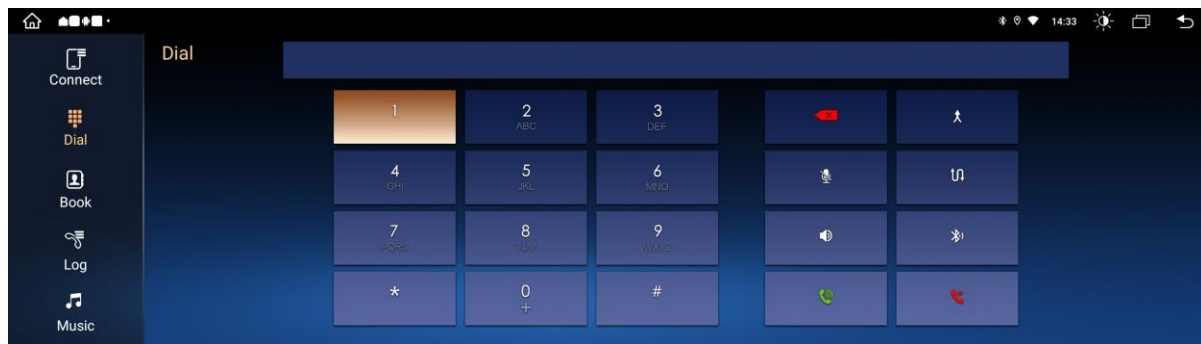 14:33
Connect
Dial
Book
Log
Music
Dial
1
2
ABC
3
DEF
4
GHI
5
JKL
6
MNO
7
PQRS
8
TUV
9
WXYZ
*
0
+
#